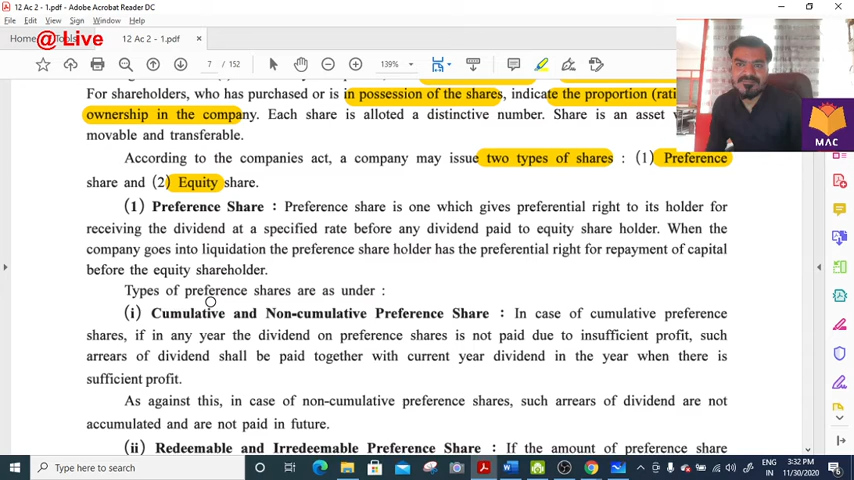 12 Ac 2 - 1.pdf - Adobe Acrobat Reader DC
File Edit View Sign Window Help
Home Tools 12 Ac 2 - 1.pdf ×
@ Live
7 / 152 139%
For shareholders, who has purchased or is in possession of the shares, indicate the proportion
ownership in the company. Each share is alloted a distinctive number. Share is an asset
movable and transferable.
According to the companies act, a company may issue two types of shares : (1) Preference
share and (2) Equity share.
(1) Preference Share : Preference share is one which gives preferential right to its holder for
receiving the dividend at a specified rate before any dividend paid to equity share holder. When the
company goes into liquidation the preference share holder has the preferential right for repayment of capital
before the equity shareholder.
Types of preference shares are as under :
(i) Cumulative and Non-cumulative Preference Share : In case of cumulative preference
shares, if in any year the dividend on preference shares is not paid due to insufficient profit, such
arrears of dividend shall be paid together with current year dividend in the year when there is
sufficient profit.
As against this, in case of non-cumulative preference shares, such arrears of dividend are not
accumulated and are not paid in future.
(ii) Redeemable and Irredeemable Preference Share : If the amount of preference share
MAC
Type here to search
ENG
IN
3:32 PM
11/30/2020